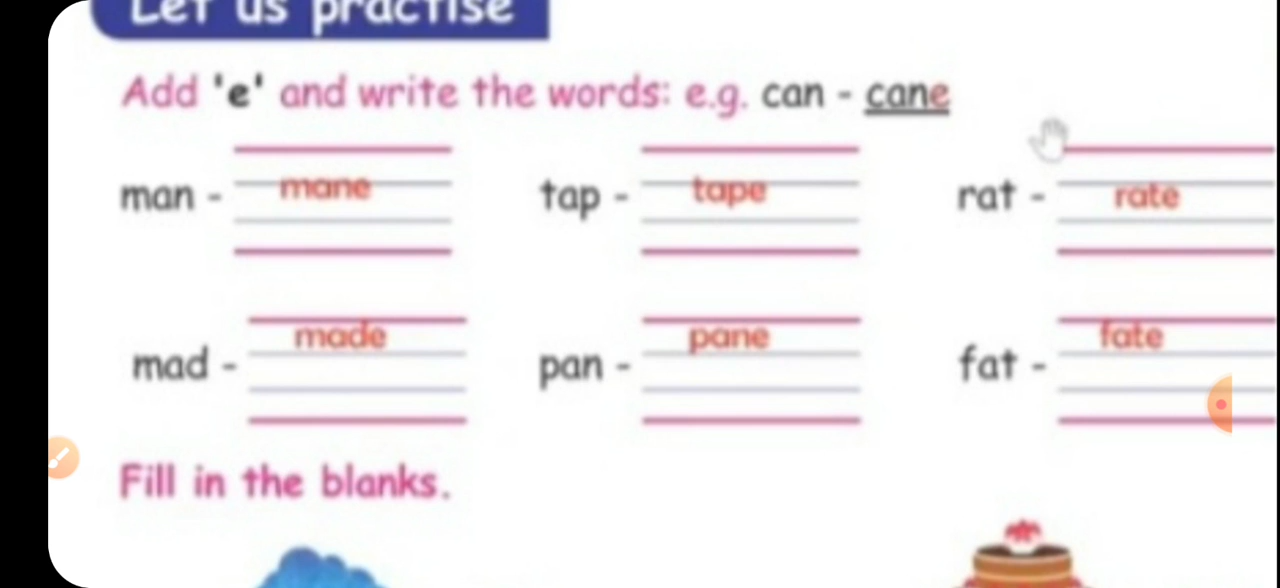 Let us practise
Add 'e' and write the words: e.g. can - cane
man - mane tap - tape rat - rate
mad - made pan - pane fat - fate
Fill in the blanks.